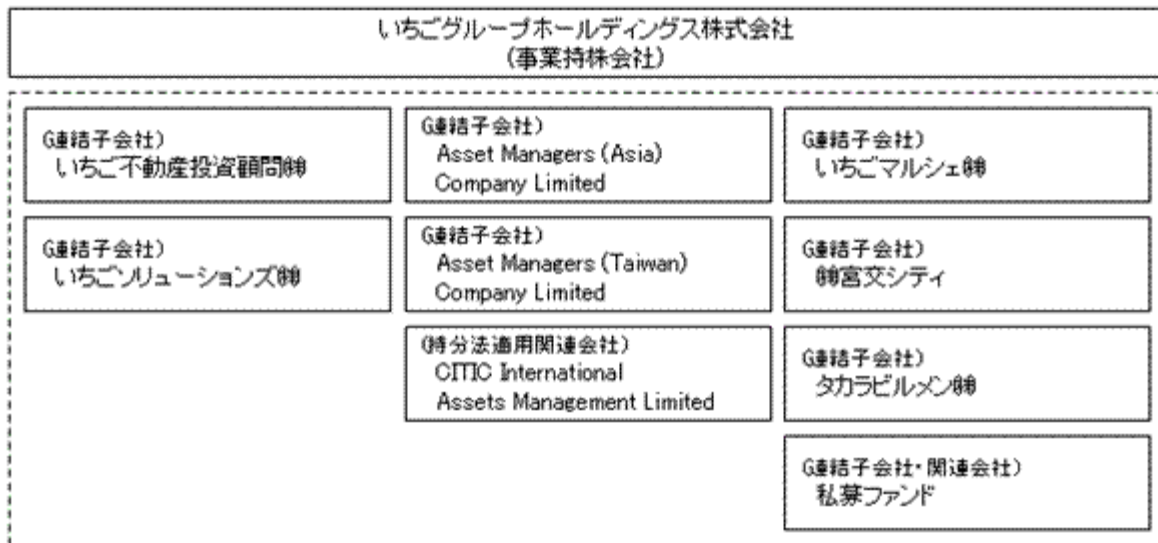 いちごグループホールディングス株式会社
(事業持株会社)
(連結子会社)
いちご不動産投資顧問㈱
(連結子会社)
いちごソリューションズ㈱
(連結子会社)
Asset Managers (Asia)
Company Limited
(連結子会社)
Asset Managers (Taiwan)
Company Limited
(持分法適用関連会社)
CITIC International
Assets Management Limited
(連結子会社)
いちごマルシェ㈱
(連結子会社)
㈱宮交シティ
(連結子会社)
タカラビルメン㈱
(連結子会社・関連会社)
私募ファンド